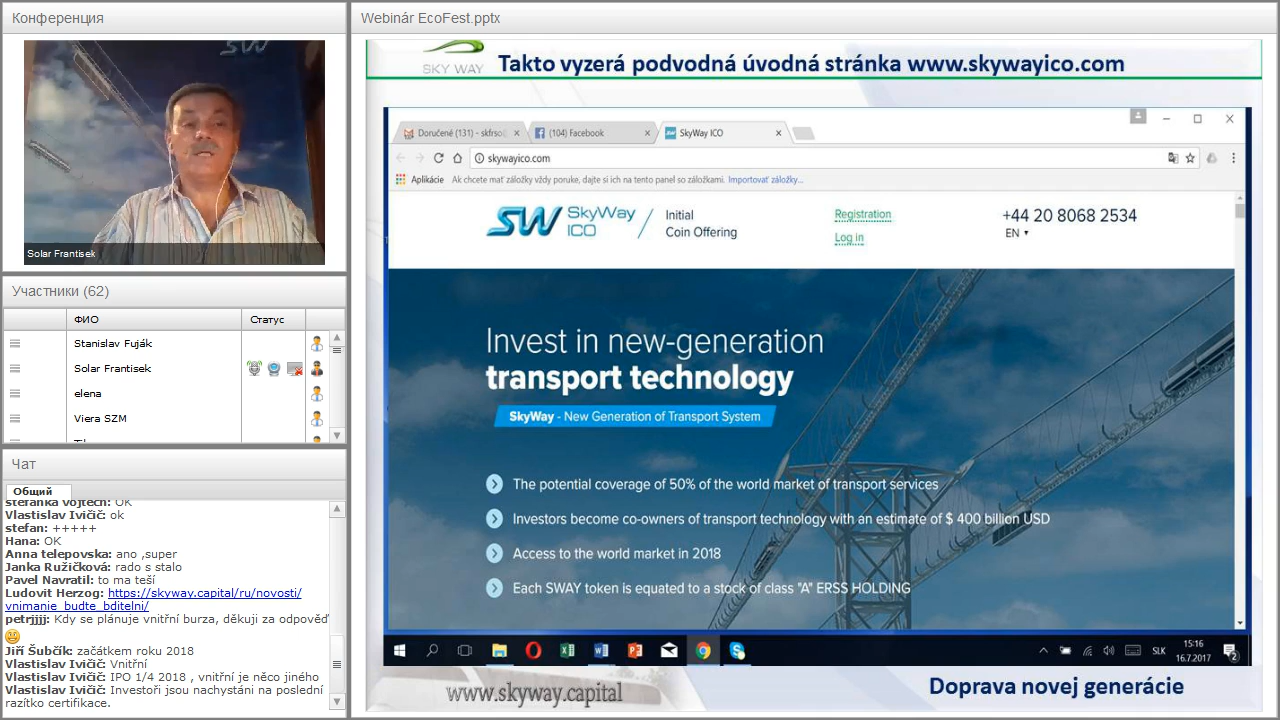 Конференция
Solar Frantisek
Участники (62)
ФИО
Статус
Stanislav Fuják
Solar Frantisek
elena
Viera SZM
Чат
Общий
stefanka vojtech: OK
Vlastislav Ivičič: ok
stefan: +++++
Hana: OK
Anna telepovska: ano ,super
Janka Ružičková: rado s stalo
Pavel Navratil: to ma teší
Ludovit Herzog: https://skyway.capital/ru/novosti/
vnimanie_budte_bditelni/
petrjjjj: Kdy se plánuje vnitřní burza, děkuji za odpověď
Jiří Šubčík: začátkem roku 2018
Vlastislav Ivičič: Vnitřní
Vlastislav Ivičič: IPO 1/4 2018 , vnitřní je něco jiného
Vlastislav Ivičič: Investoři jsou nachystáni na poslední
razítko certificace.
Webinár EcoFest.pptx
SKY WAY
Takto vyzerá podvodná úvodná stránka www.skywayico.com
Doručené (131) - skfrso
(104) Facebook
SkyWay ICO
skywayico.com
Aplikácie
Ak chcete mať záložky vždy poruke, dajte si ich na tento panel so záložkami.
Importovať záložky...
SW
SkyWay
ICO
Initial
Coin Offering
Registration
Log in
+44 20 8068 2534
EN
Invest in new-generation
transport technology
SkyWay - New Generation of Transport System
The potential coverage of 50% of the world market of transport services
Investors become co-owners of transport technology with an estimate of $ 400 billion USD
Access to the world market in 2018
Each SWAY token is equated to a stock of class "A" ERSS HOLDING
SLK
15:16
16.7.2017
2
www.skyway.capital
Doprava novej generácie